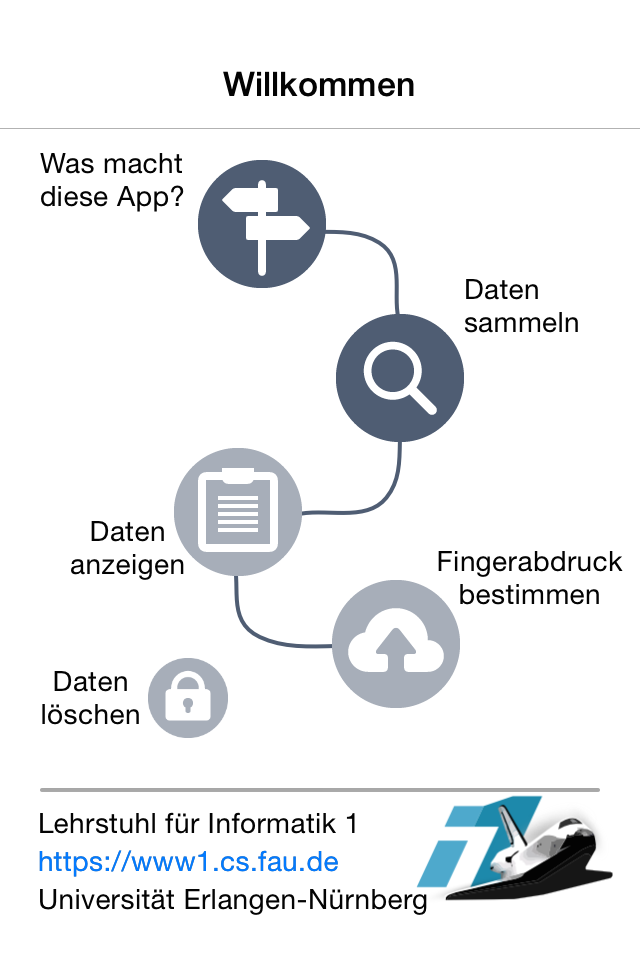 Willkommen
Was macht
diese App?
Daten
sammeln
Daten
anzeigen
Fingerabdruck
bestimmen
Daten
löschen
Lehrstuhl für Informatik 1
https://www1.cs.fau.de
Universität Erlangen-Nürnberg